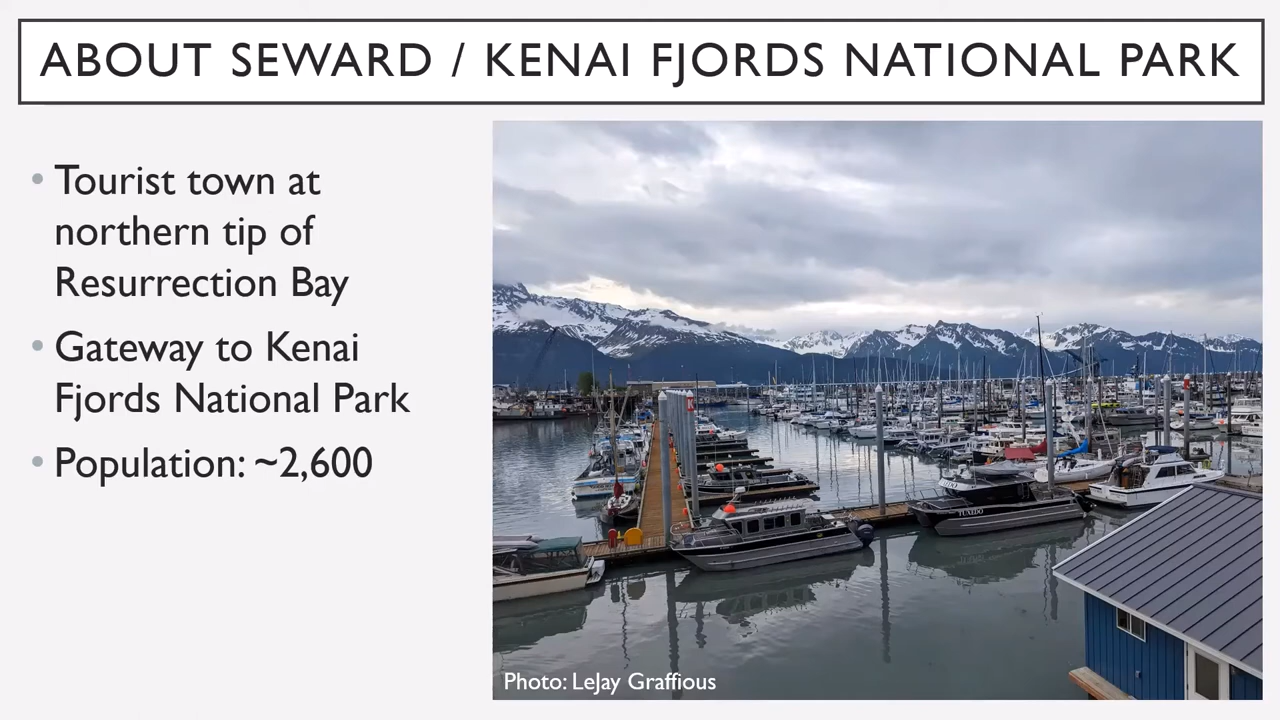 ABOUT SEWARD / KENAI FJORDS NATIONAL PARK
• Tourist town at
northern tip of
Resurrection Bay
• Gateway to Kenai
Fjords National Park
• Population: ~2,600
TUXEDO
Photo: LeJay Graffious